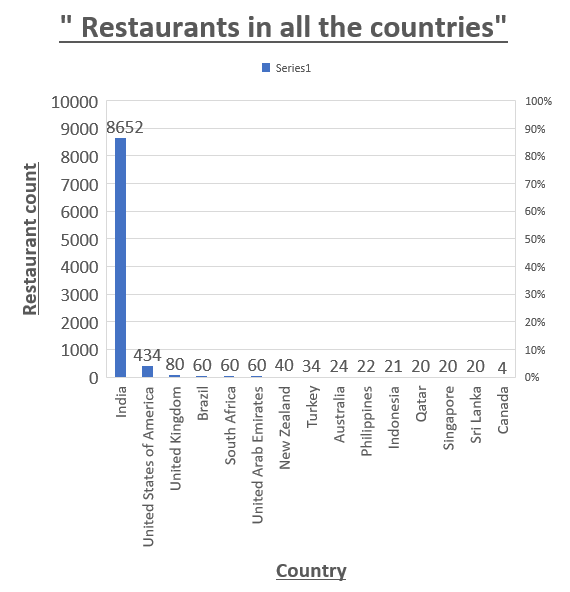 " Restaurants in all the countries"
Series1
10000
9000
8000
7000
6000
5000
4000
3000
2000
1000
0
Restaurant count
8652
434
80
60
60
60
40
34
24
22
21
20
20
20
4
100%
90%
80%
70%
60%
50%
40%
30%
20%
10%
0%
India
United States of America
United Kingdom
Brazil
South Africa
United Arab Emirates
New Zealand
Turkey
Australia
Philippines
Indonesia
Qatar
Singapore
Sri Lanka
Canada
Country